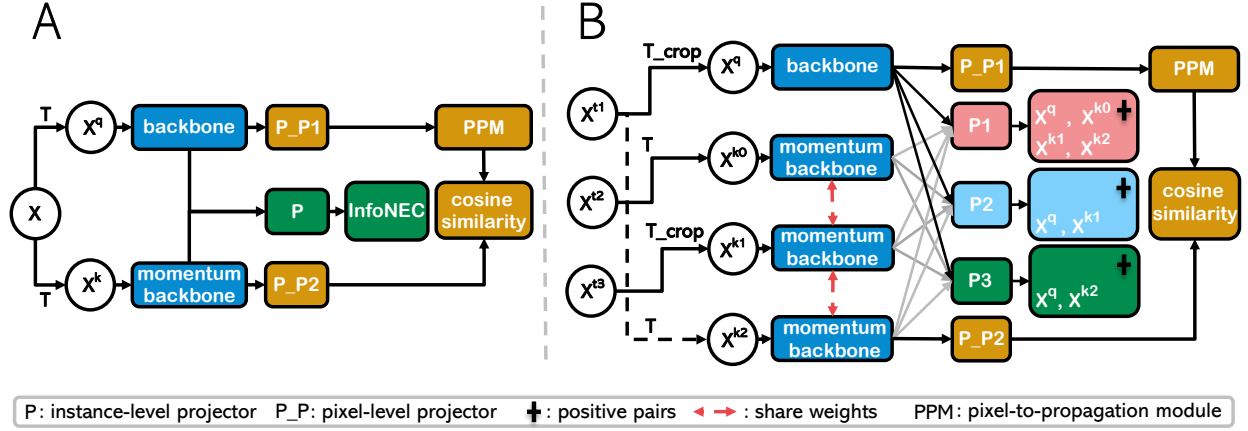 A
B
T
X^q
backbone
P_P1
PPM
X
P
InfoNEC
cosine
similarity
T
X^k
momentum
backbone
P_P2
X^t1
T_crop
X^q
backbone
P_P1
PPM
P1
X^q , X^k0
X^k1, X^k2
X^t2
T
X^k0
momentum
backbone
P2
X^q , X^k1
cosine
similarity
X^t3
T_crop
X^k1
momentum
backbone
P3
X^q , X^k2
T
X^k2
momentum
backbone
P_P2
P: instance-level projector P_P: pixel-level projector : positive pairs : share weights PPM: pixel-to-propagation module